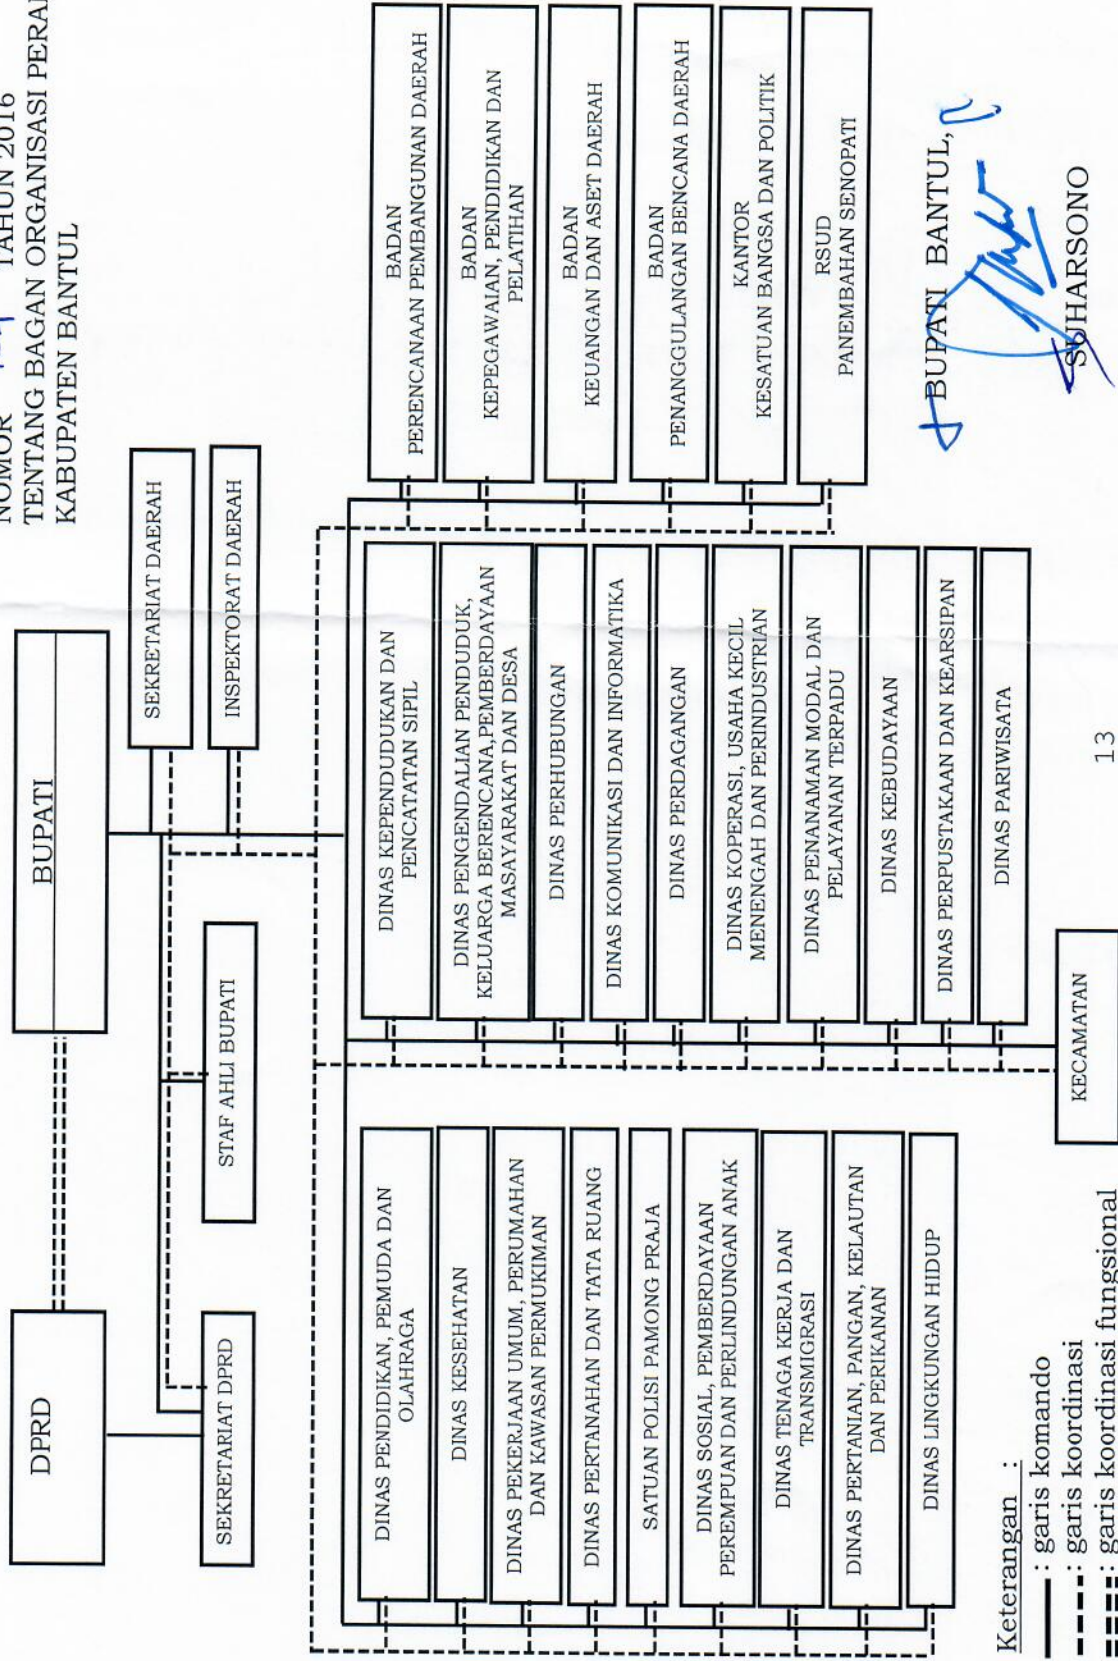 NOMOR TAHUN 2016
TENTANG BAGAN ORGANISASI
KABUPATEN BANTUL
DPRD
BUPATI
SEKRETARIAT DPRD
STAF AHLI BUPATI
SEKRETARIAT DAERAH
INSPEKTORAT DAERAH
DINAS PENDIDIKAN, PEMUDA DAN
OLAHRAGA
DINAS KESEHATAN
DINAS PEKERJAAN UMUM, PERUMAHAN
DAN KAWASAN PERMUKIMAN
DINAS PERTANAHAN DAN TATA RUANG
SATUAN POLISI PAMONG PRAJA
DINAS SOSIAL, PEMBERDAYAAN
PEREMPUAN DAN PERLINDUNGAN ANAK
DINAS TENAGA KERJA DAN
TRANSMIGRASI
DINAS PERTANIAN, PANGAN, KELAUTAN
DAN PERIKANAN
DINAS LINGKUNGAN HIDUP
DINAS KEPENDUDUKAN DAN
PENCATATAN SIPIL
DINAS PENGENDALIAN PENDUDUK,
KELUARGA BERENCANA,PEMBERDAYAAN
MASAYARAKAT DAN DESA
DINAS PERHUBUNGAN
DINAS KOMUNIKASI DAN INFORMATIKA
DINAS PERDAGANGAN
DINAS KOPERASI, USAHA KECIL
MENENGAH DAN PERINDUSTRIAN
DINAS PENANAMAN MODAL DAN
PELAYANAN TERPADU
DINAS KEBUDAYAAN
DINAS PERPUSTAKAAN DAN KEARSIPAN
DINAS PARIWISATA
BADAN
PERENCANAAN PEMBANGUNAN DAERAH
BADAN
KEPEGAWAIAN, PENDIDIKAN DAN
PELATIHAN
BADAN
KEUANGAN DAN ASET DAERAH
BADAN
PENANGGULANGAN BENCANA DAERAH
KANTOR
KESATUAN BANGSA DAN POLITIK
RSUD
PANEMBAHAN SENOPATI
KECAMATAN
Keterangan :
: garis komando
: garis koordinasi
: garis koordinasi fungsional
BUPATI BANTUL,
SUHARSONO
13